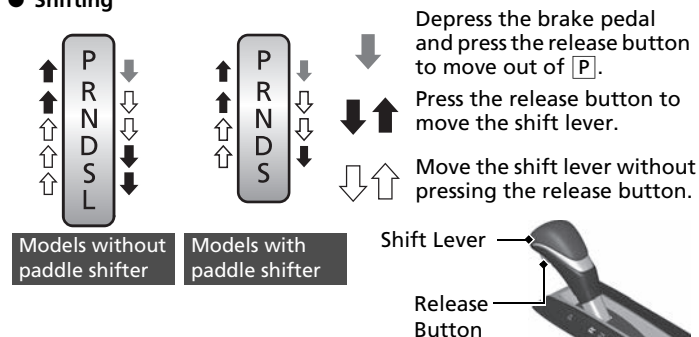 ● Shifting
P
R
N
D
S
L
P
R
N
D
S
Models without
paddle shifter
Models with
paddle shifter
Depress the brake pedal
and press the release button
to move out of P.
Press the release button to
move the shift lever.
Move the shift lever without
pressing the release button.
Shift Lever
Release
Button